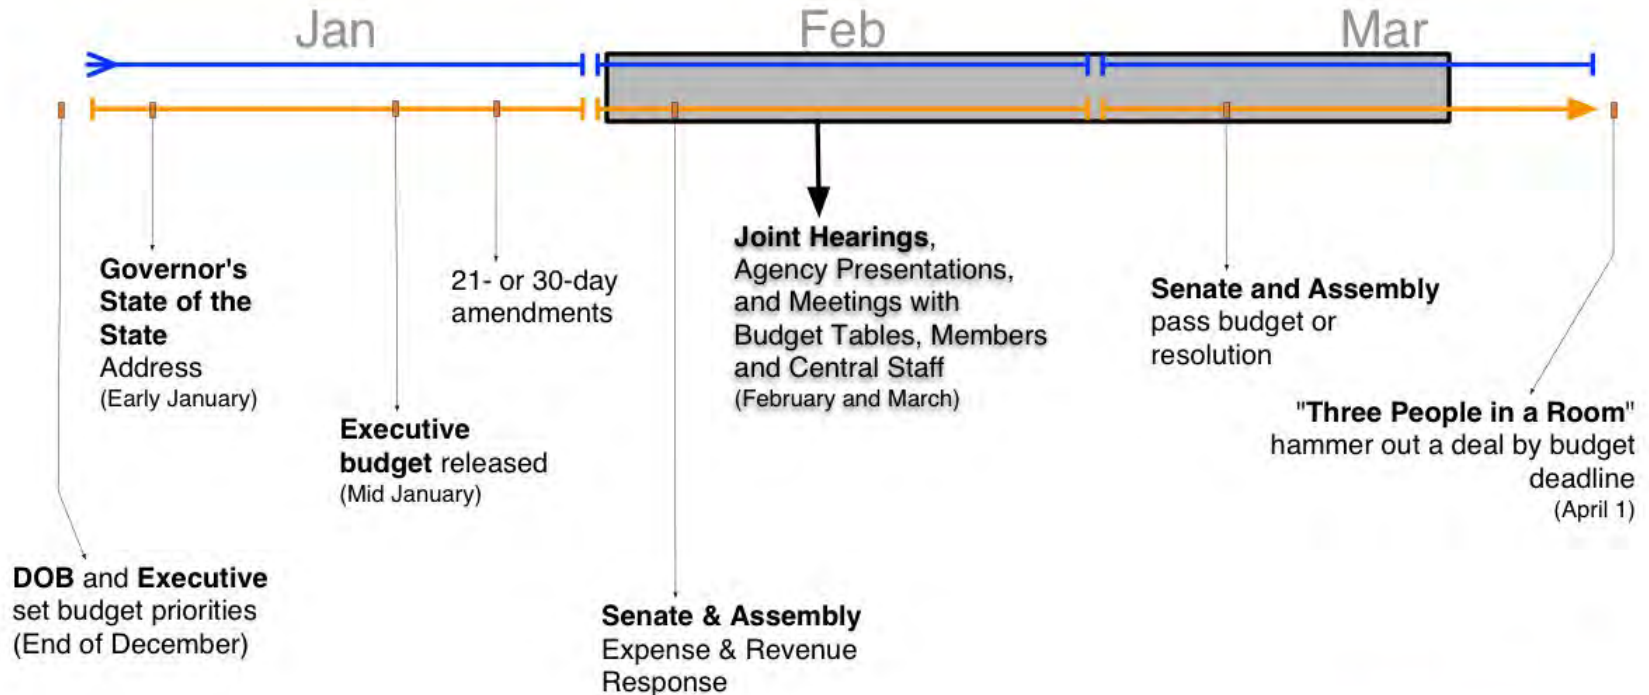 Jan
Feb
Mar
Governor's
State of the
State
Address
(Early January)
21- or 30-day
amendments
Joint Hearings,
Agency Presentations,
and Meetings with
Budget Tables, Members
and Central Staff
(February and March)
Senate and Assembly
pass budget or
resolution
Executive
budget released
(Mid January)
"Three People in a Room"
hammer out a deal by budget
deadline
(April 1)
DOB and Executive
set budget priorities
(End of December)
Senate & Assembly
Expense & Revenue
Response